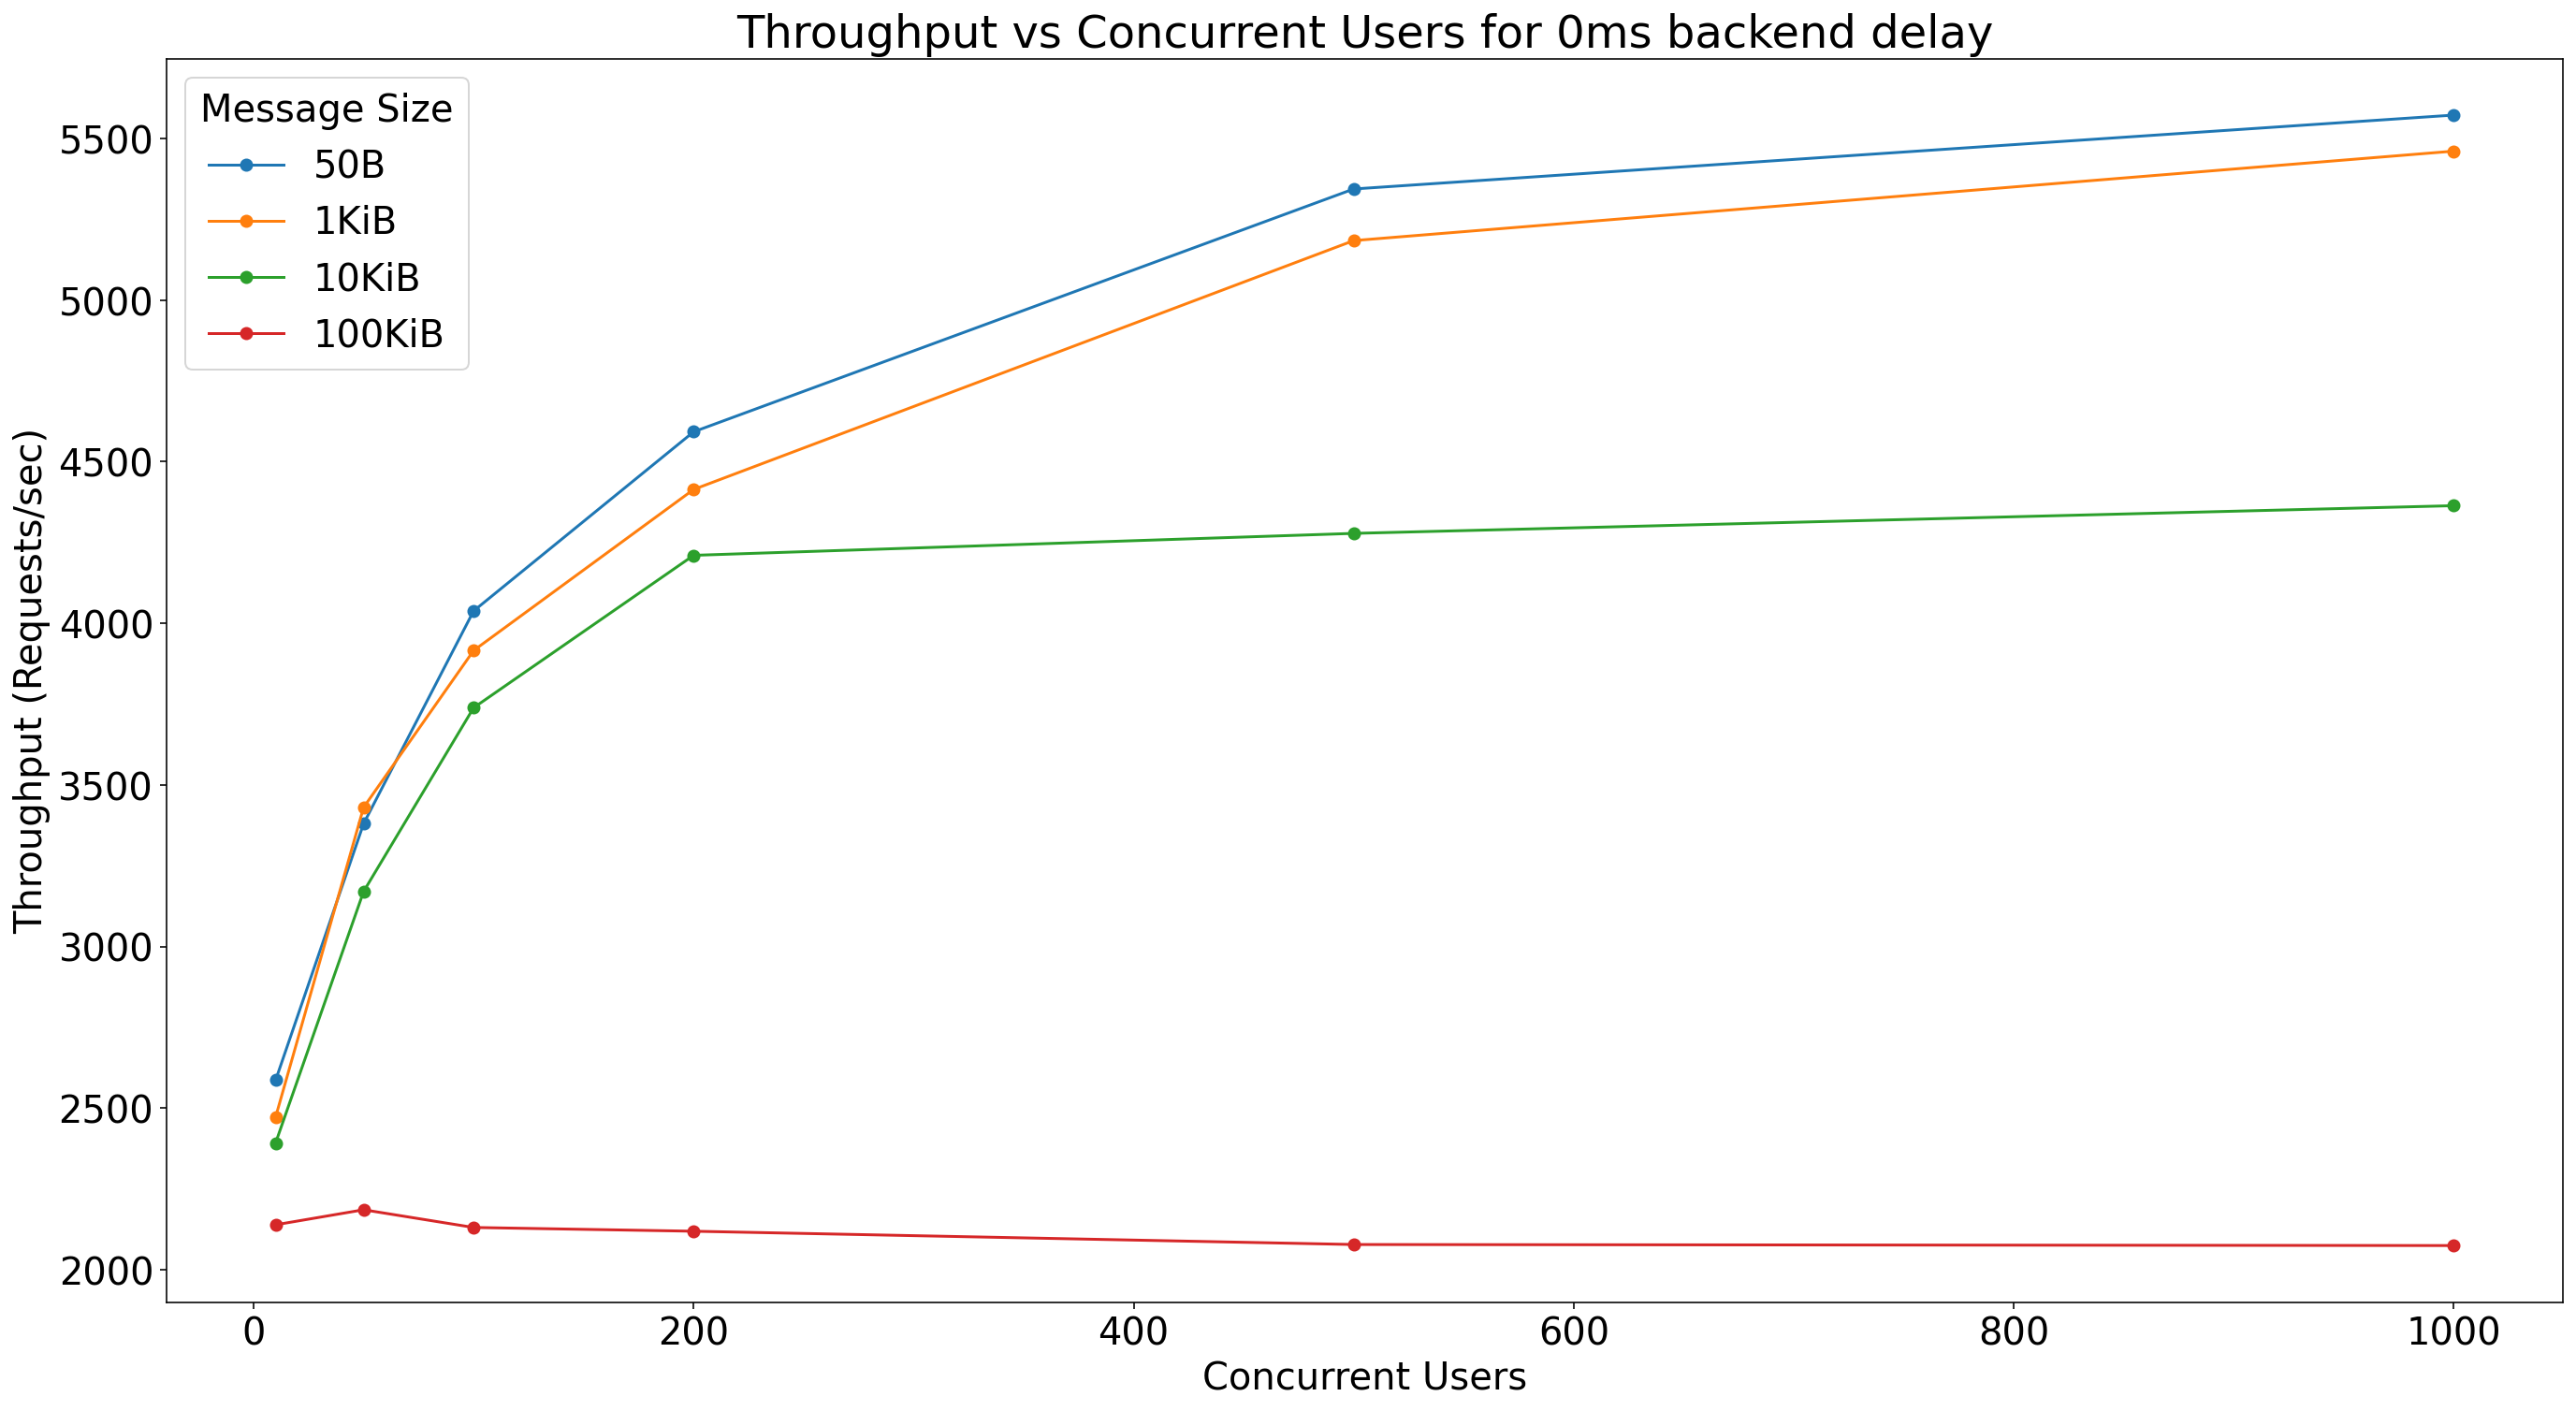 Throughput vs Concurrent Users for 0ms backend delay
Message Size
50B
1KiB
10KiB
100KiB
Throughput (Requests/sec)
5500
5000
4500
4000
3500
3000
2500
2000
0 200 400 600 800 1000
Concurrent Users